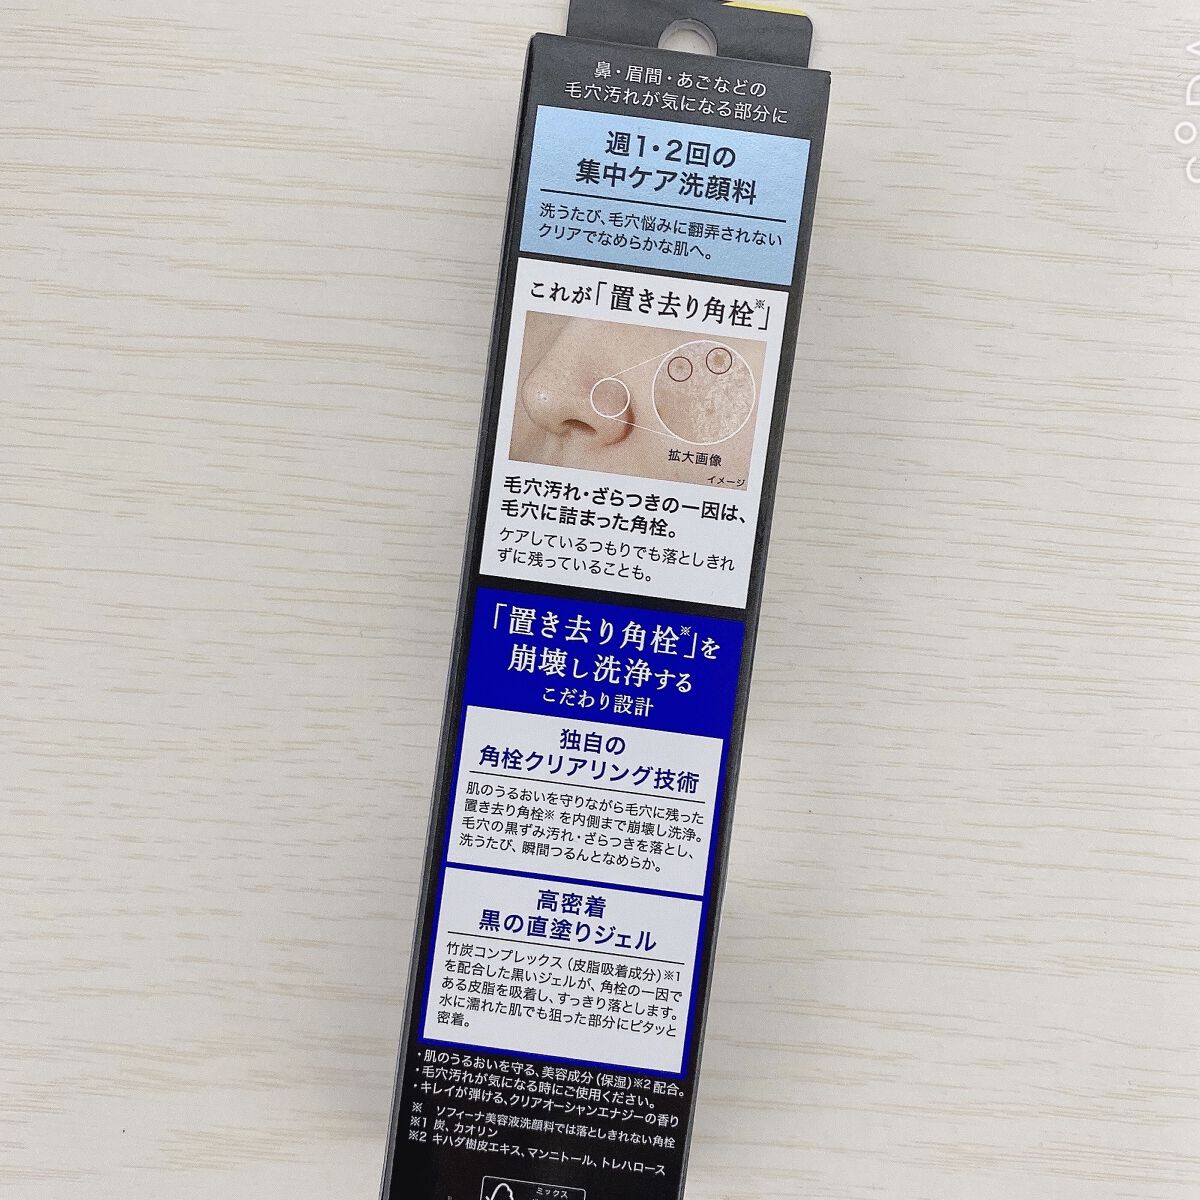 鼻・眉間・あごなどの
毛穴汚れが気になる部分に
週1・2回の
集中ケア洗顔料
洗うたび、毛穴悩みに翻弄されない
クリアでなめらかな肌へ。
これが「置き去り角栓※」
拡大画像
イメージ
毛穴汚れ・ざらつきの一因は、
毛穴に詰まった角栓。
ケアしているつもりでも落としきれ
ずに残っていることも。
「置き去り角栓※」を
崩壊し洗浄する
こだわり設計
独自の
角栓クリアリング技術
肌のうるおいを守りながら毛穴に残った
置き去り角栓※を内側まで崩壊し洗浄。
毛穴の黒ずみ汚れ・ざらつきを落とし、
洗うたび、瞬間つるんとなめらか。
高密着
黒の直塗りジェル
竹炭コンプレックス（皮脂吸着成分）※1
を配合した黒いジェルが、角栓の一因で
ある皮脂を吸着し、すっきり落とします。
水に濡れた肌でも狙った部分にピタッと
密着。
・肌のうるおいを守る、美容成分（保湿）※2配合。
・毛穴汚れが気になる時にご使用ください。
・キレイが弾ける、クリアオーシャンエナジーの香り
※ ソフィーナ美容液洗顔料では落としきれない角栓
※1 炭、カオリン
※2 キハダ樹皮エキス、マンニトール、トレハロース
ミックス